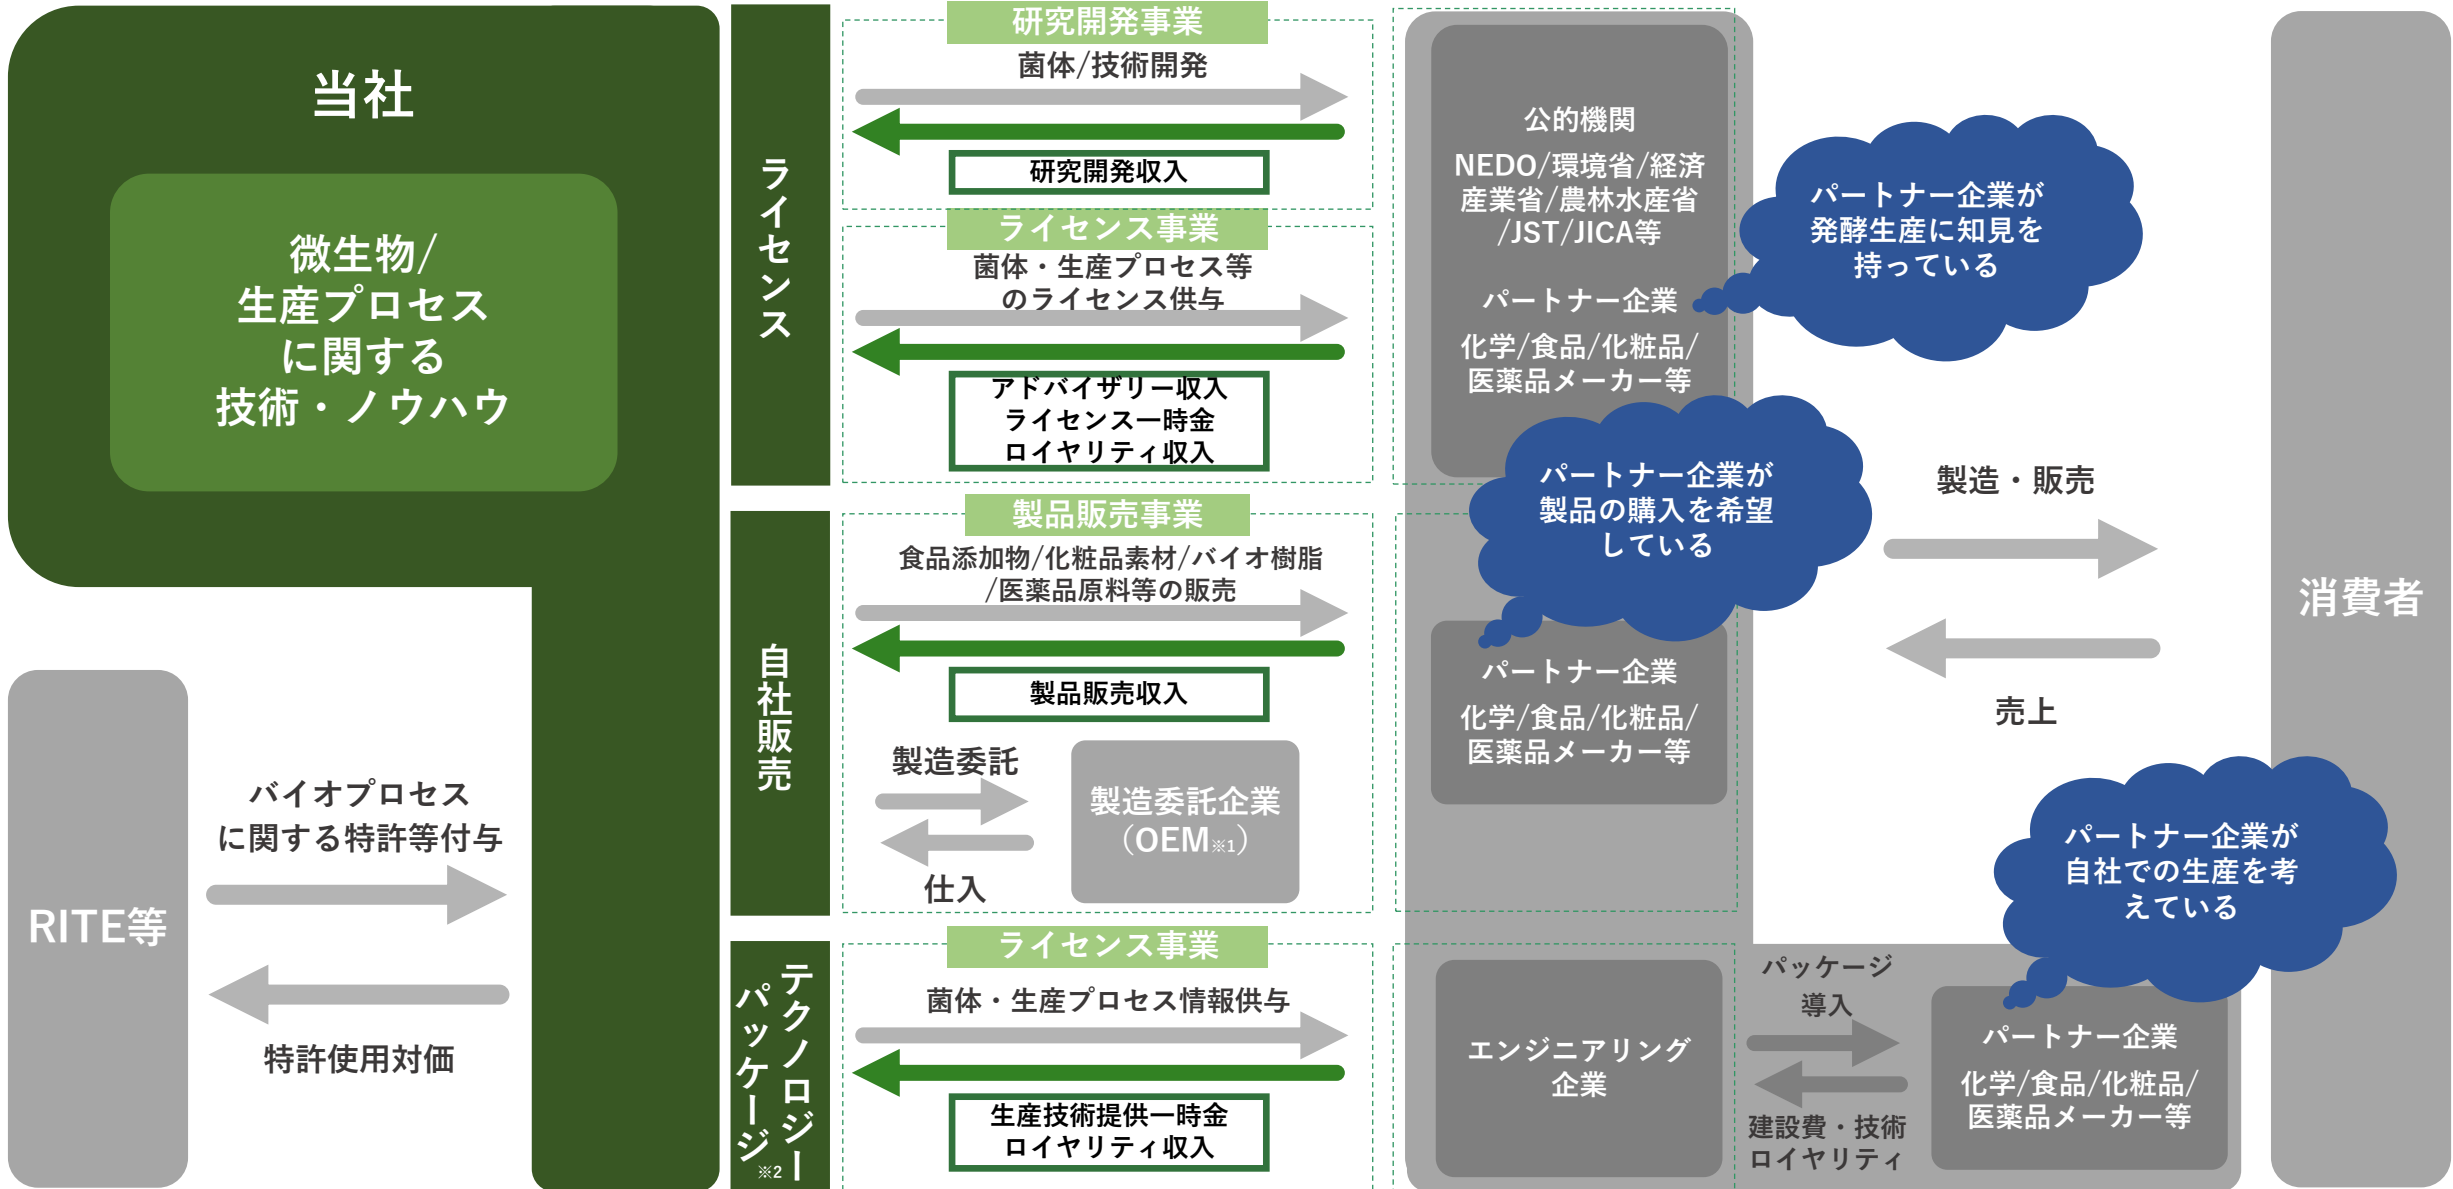 当社
微生物/
生産プロセス
に関する
技術・ノウハウ
RITE等
バイオプロセス
に関する特許等付与
特許使用対価
ライセンス
研究開発事業
菌体/技術開発
研究開発収入
ライセンス事業
菌体・生産プロセス等
のライセンス供与
アドバイザリー収入
ライセンス一時金
ロイヤリティ収入
公的機関
NEDO/環境省/経済
産業省/農林水産省
/JST/JICA等
パートナー企業
化学/食品/化粧品/
医薬品メーカー等
パートナー企業が
発酵生産に知見を
持っている
自社販売
製品販売事業
食品添加物/化粧品素材/バイオ樹脂
/医薬品原料等の販売
製品販売収入
製造委託
仕入
製造委託企業
（OEM※1）
パートナー企業が
製品の購入を希望
している
パートナー企業
化学/食品/化粧品/
医薬品メーカー等
製造・販売
売上
消費者
テクノロジー
パッケージ※2
ライセンス事業
菌体・生産プロセス情報供与
生産技術提供一時金
ロイヤリティ収入
エンジニアリング
企業
パッケージ
導入
建設費・技術
ロイヤリティ
パートナー企業が
自社での生産を考
えている
パートナー企業
化学/食品/化粧品/
医薬品メーカー等